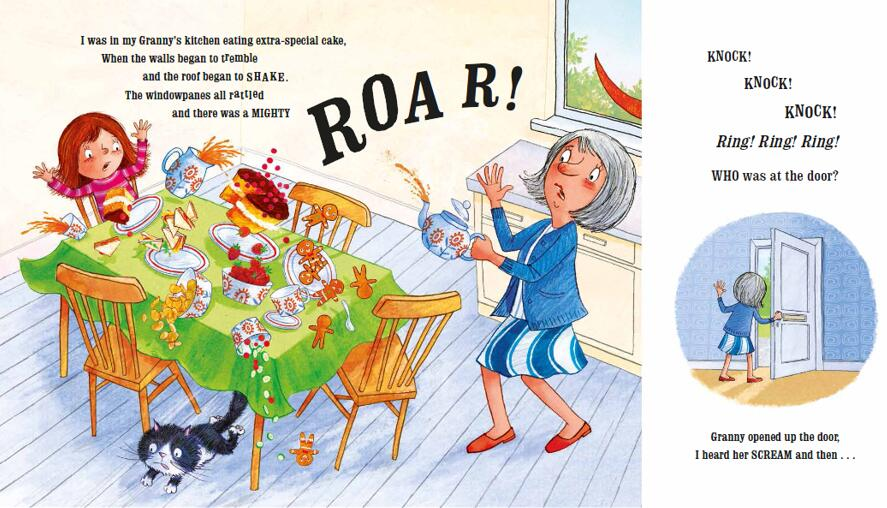 I was in my Granny's kitchen eating extra-special cake,
When the walls began to tremble
and the roof began to SHAKE.
The windowpanes all rattled
and there was a MIGHTY
ROAR!
KNOCK!
KNOCK!
KNOCK!
Ring! Ring! Ring!
WHO was at the door?
Granny opened up the door,
I heard her SCREAM and then . . .